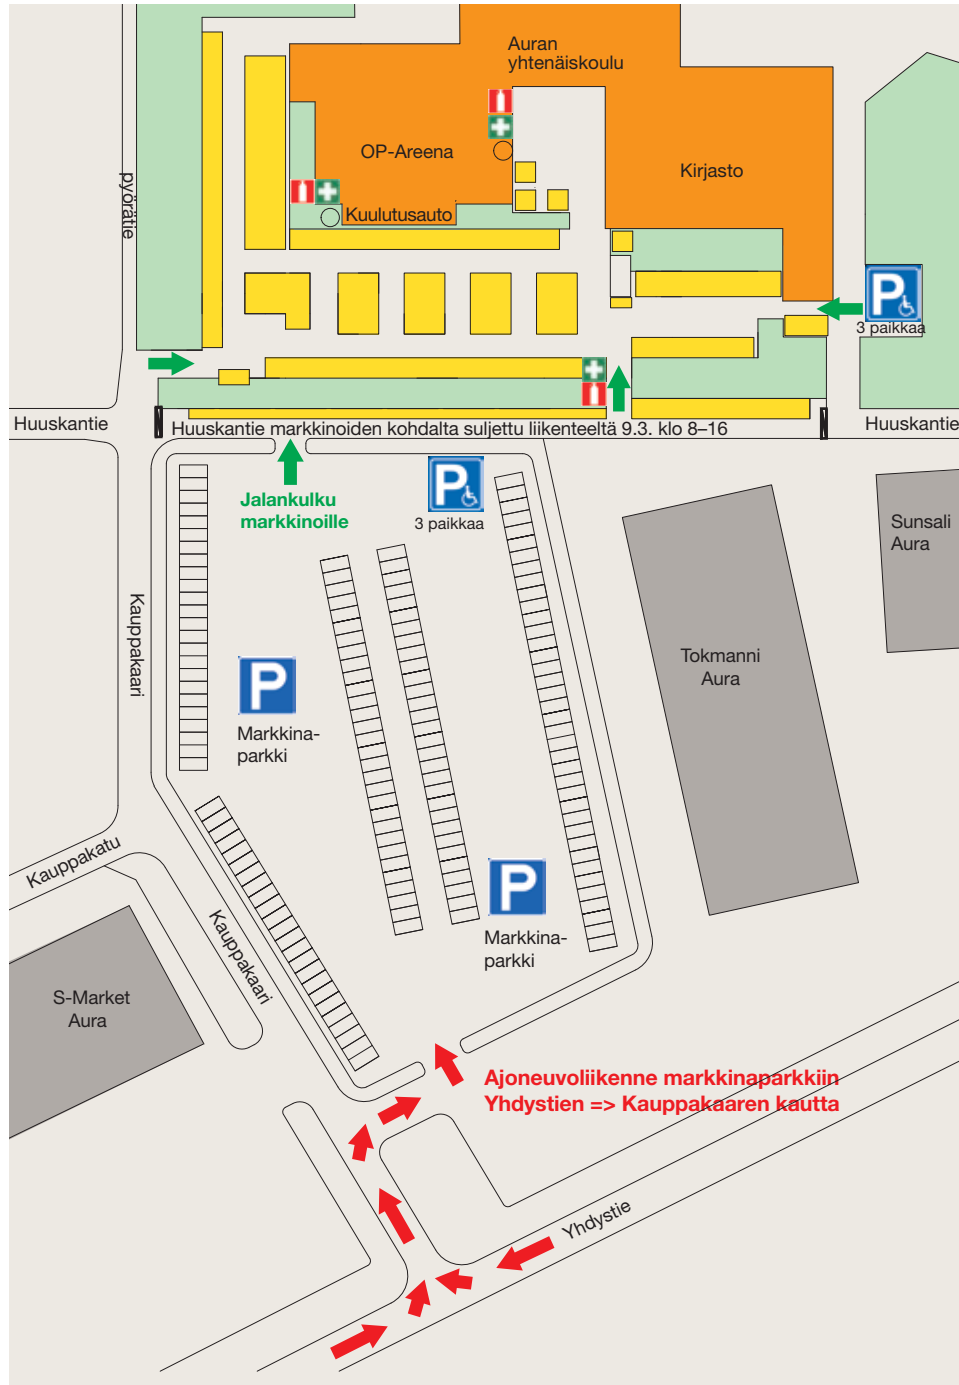 Auran
yhtenäiskoulu
OP-Areena
Kirjasto
pyörätie
Kuulutusauto
P
3 paikkaa
Huuskantie
Huuskantie markkinoiden kohdalta suljettu liikenteeltä 9.3. klo 8–16
Huuskantie
Jalankulku
markkinoille
P
3 paikkaa
Sunsali
Aura
Kauppakaari
Tokmanni
Aura
P
Markkina-
parkki
Kauppakatu
P
Markkina-
parkki
Kauppakaari
S-Market
Aura
Ajoneuvoliikenne markkinaparkkiin
Yhdystien => Kauppakaaren kautta
Yhdystie